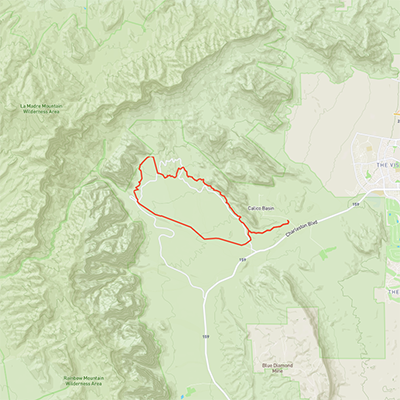 La Madre Mountain
Wilderness Area
THE VIS
Calico Basin
159
Charleston Blvd
159
159
THE
Blue Diamond
Mine
Rainbow Mountain
Wilderness Area